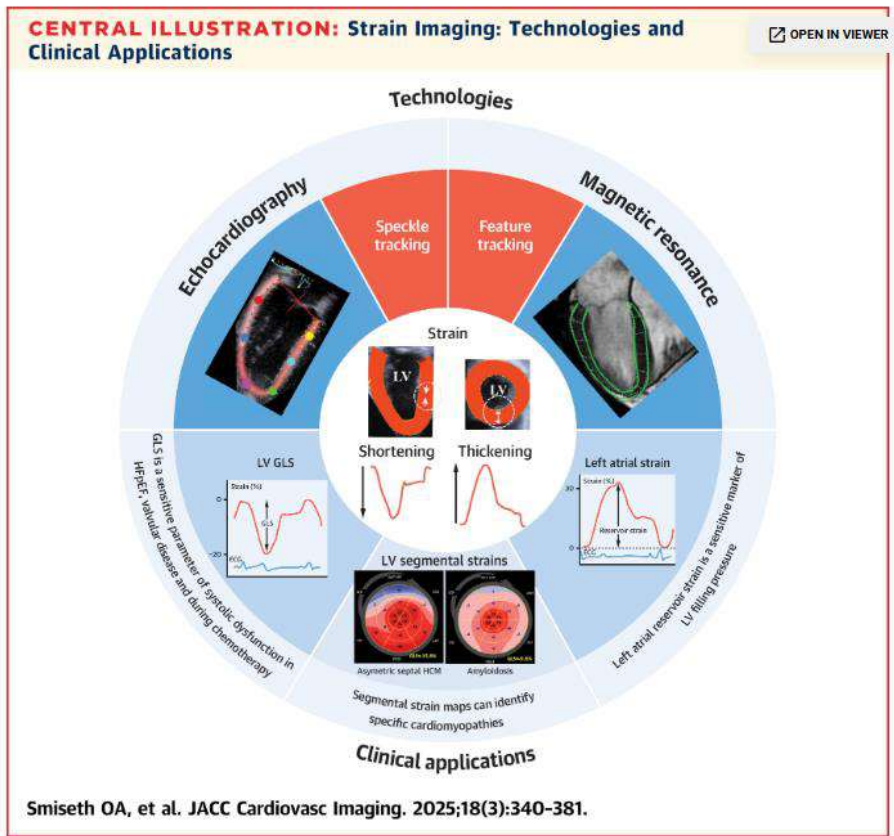 CENTRAL ILLUSTRATION: Strain Imaging: Technologies and
Clinical Applications
OPEN IN VIEWER
Technologies
Echocardiography
Magnetic resonance
Speckle
tracking
Feature
tracking
Strain
LV
LV
Shortening
Thickening
LV GLS
Strain (%)
0
GLS
-20
ECG
Left atrial strain
Strain (%)
30
Reservoir strain
0
ECG
LV segmental strains
Asymetric septal HCM
Amyloidosis
GLS is a sensitive parameter of systolic dysfunction in
HFpEF, valvular disease and during chemotherapy
Segmental strain maps can identify
specific cardiomyopathies
Left atrial reservoir strain is a sensitive marker of
LV filling pressure
Clinical applications
Smiseth OA, et al. JACC Cardiovasc Imaging. 2025;18(3):340-381.